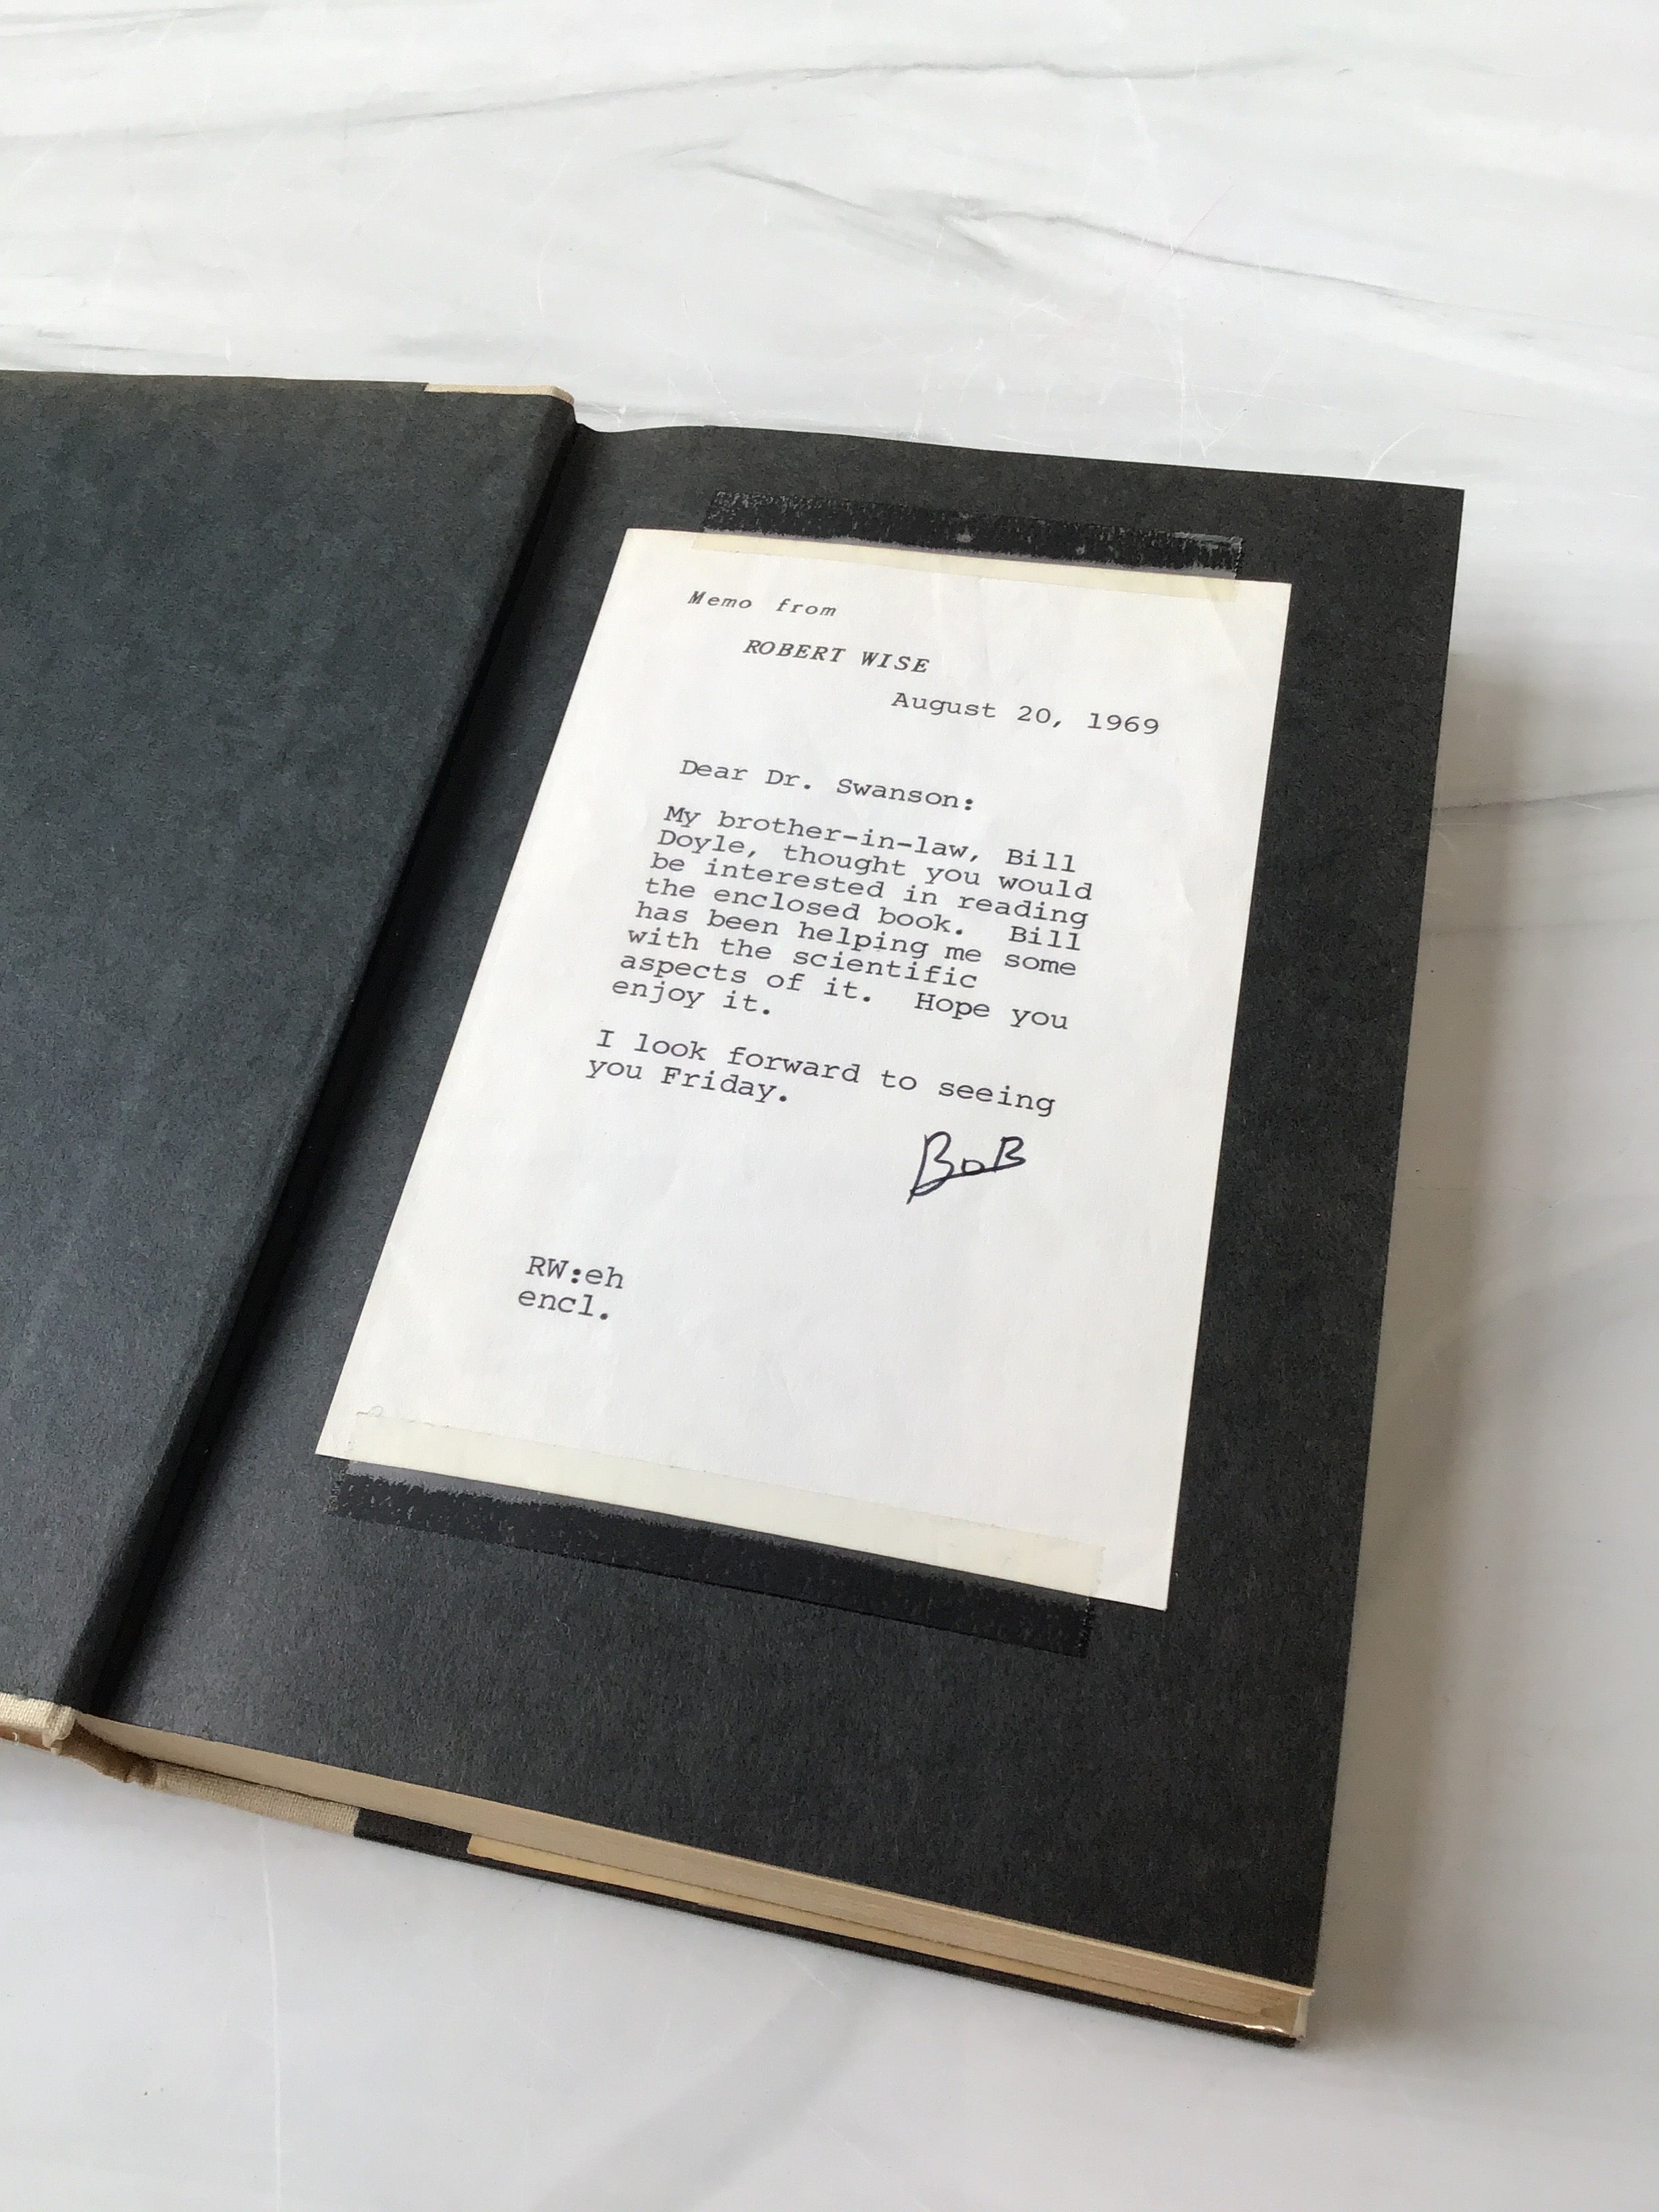 Memo from
ROBERT WISE
August 20, 1969
Dear Dr. Swanson:
My brother-in-law, Bill
Doyle, thought you would
be interested in reading
the enclosed book.  Bill
has been helping me some
with the scientific
aspects of it.  Hope you
enjoy it.
I look forward to seeing
you Friday.
BoB
RW:eh
encl.